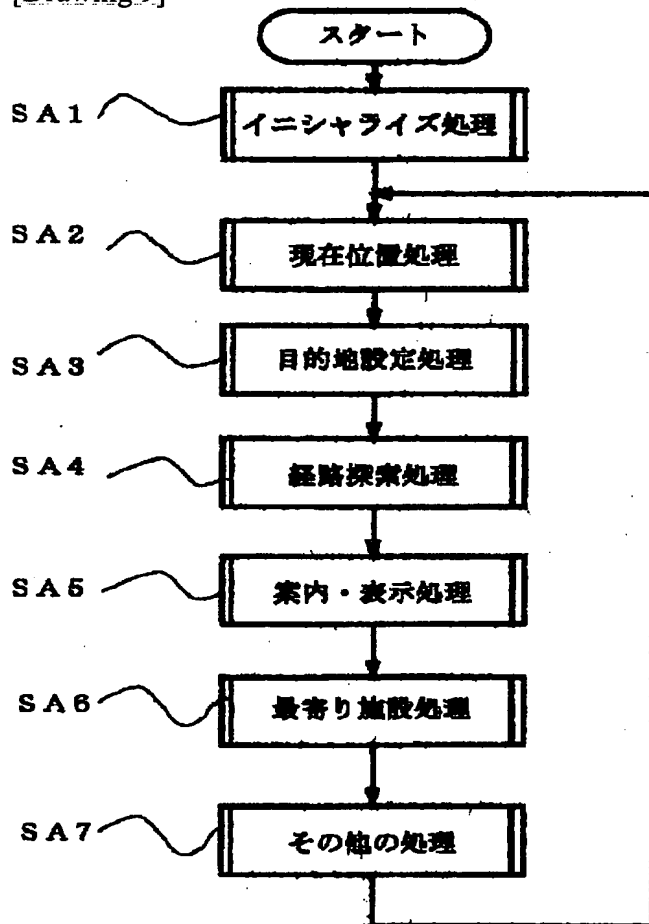 スタート
SA1 イニシャライズ処理
SA2 現在位置処理
SA3 目的地設定処理
SA4 経路探索処理
SA5 案内・表示処理
SA6 最寄り施設処理
SA7 その他の処理